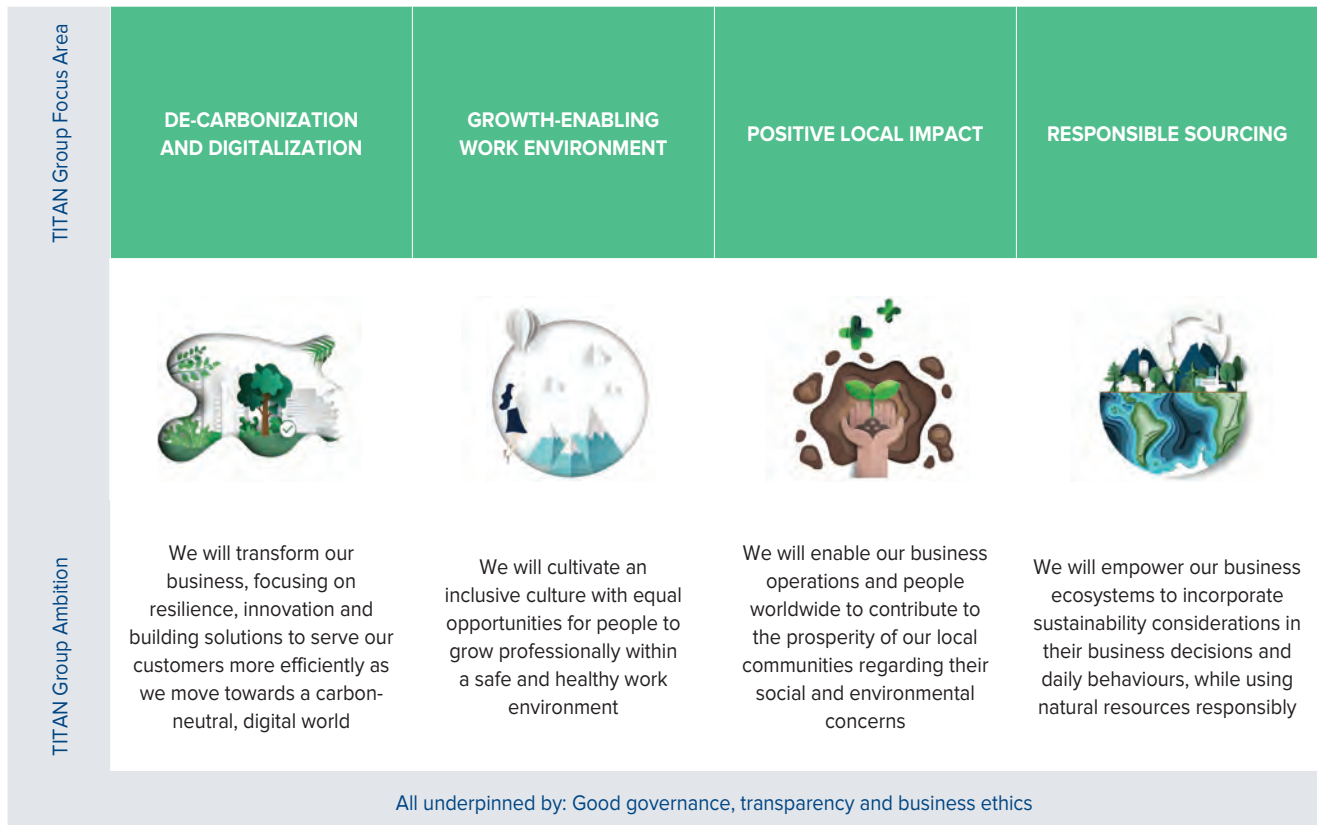 TITAN Group Focus Area
DE-CARBONIZATION
AND DIGITALIZATION
GROWTH-ENABLING
WORK ENVIRONMENT
POSITIVE LOCAL IMPACT
RESPONSIBLE SOURCING
TITAN Group Ambition
We will transform our
business, focusing on
resilience, innovation and
building solutions to serve our
customers more efficiently as
we move towards a carbon-
neutral, digital world
We will cultivate an
inclusive culture with equal
opportunities for people to
grow professionally within
a safe and healthy work
environment
We will enable our business
operations and people
worldwide to contribute to
the prosperity of our local
communities regarding their
social and environmental
concerns
We will empower our business
ecosystems to incorporate
sustainability considerations in
their business decisions and
daily behaviours, while using
natural resources responsibly
All underpinned by: Good governance, transparency and business ethics